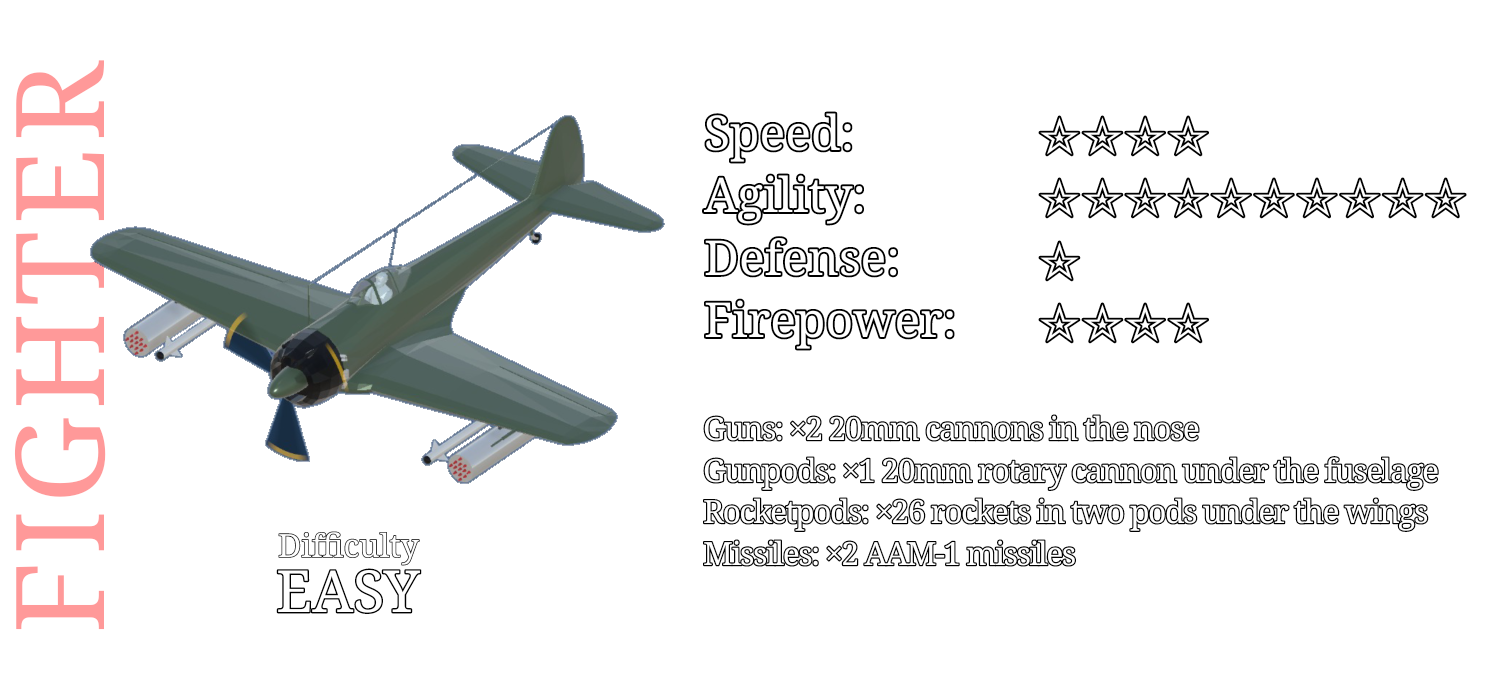 FIGHTER
Speed: ☆☆☆☆
Agility: ☆☆☆☆☆☆☆☆☆☆
Defense: ☆
Firepower: ☆☆☆☆
Guns: ×2 20mm cannons in the nose
Gunpods: ×1 20mm rotary cannon under the fuselage
Rocketpods: ×26 rockets in two pods under the wings
Missiles: ×2 AAM-1 missiles
Difficulty
EASY